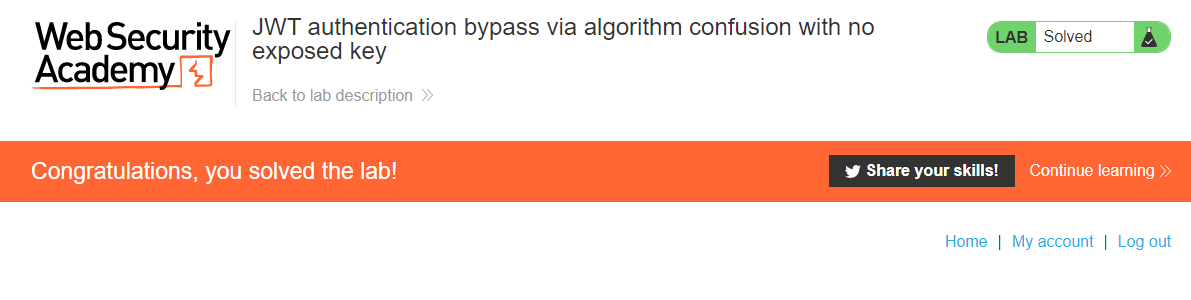 Web Security
Academy
JWT authentication bypass via algorithm confusion with no
exposed key
Back to lab description
LAB Solved
Congratulations, you solved the lab!
Share your skills!
Continue learning
Home | My account | Log out